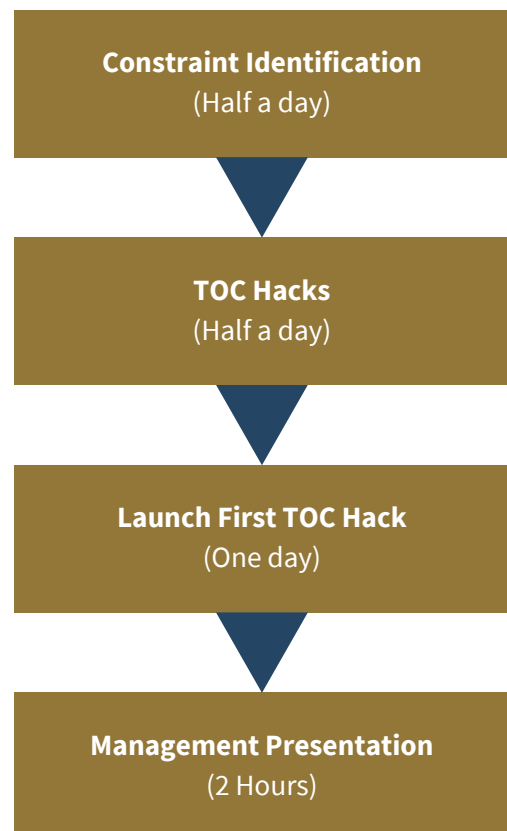 Constraint Identification
(Half a day)
TOC Hacks
(Half a day)
Launch First TOC Hack
(One day)
Management Presentation
(2 Hours)